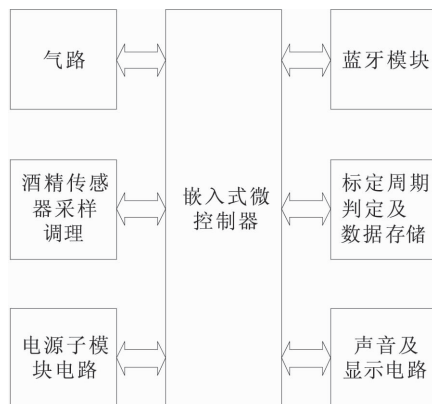 气路
蓝牙模块
酒精传感
器采样
调理
嵌入式微
控制器
标定周期
判定及
数据存储
电源子模
块电路
声音及
显示电路